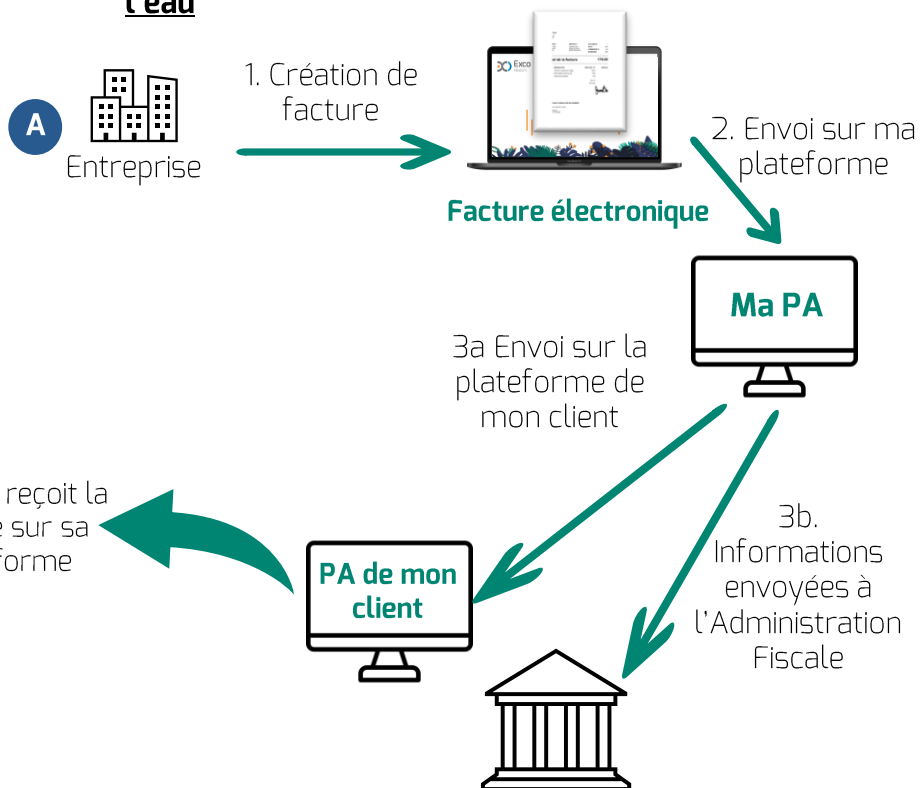 l'eau
1. Création de
facture
A
Entreprise
Exco
Facture électronique
2. Envoi sur ma
plateforme
Ma PA
3a Envoi sur la
plateforme de
mon client
reçoit la
sur sa
forme
PA de mon
client
3b.
Informations
envoyées à
l'Administration
Fiscale